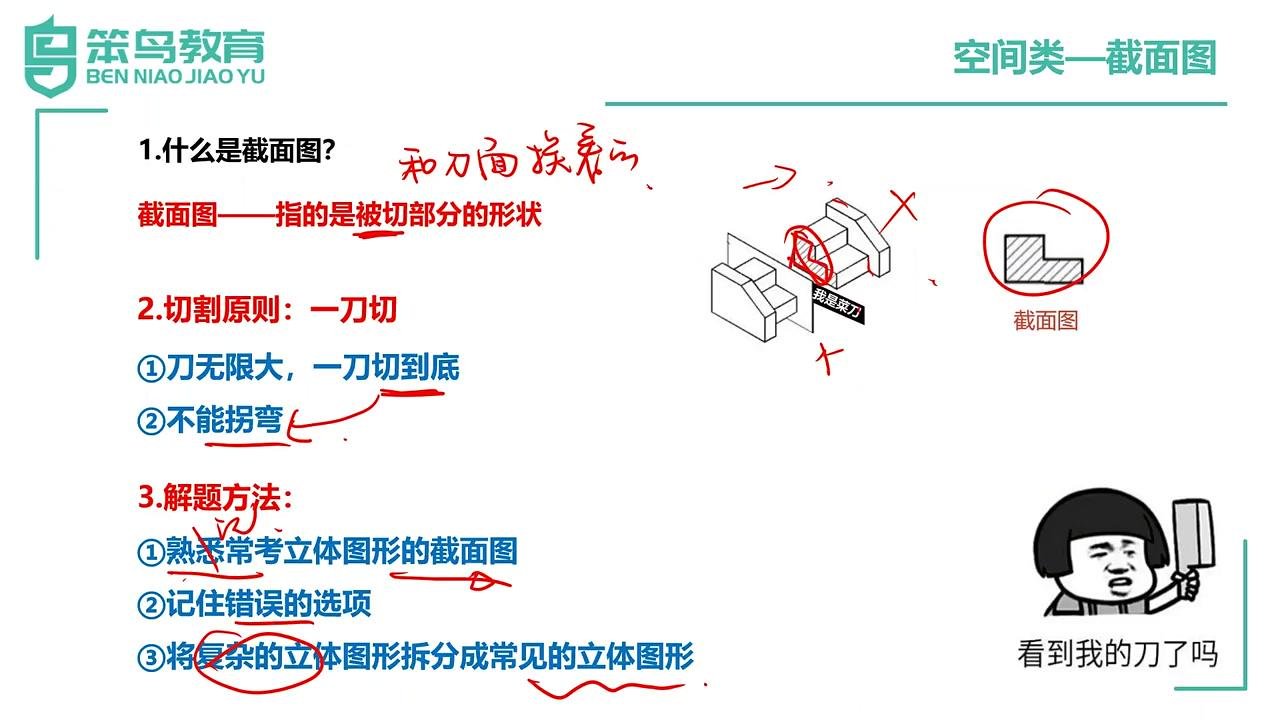 笨鸟教育
BEN NIAO JIAO YU
空间类—截面图
1.什么是截面图？
和刀面挨着的
截面图——指的是被切部分的形状
我是菜刀
截面图
2.切割原则：一刀切
①刀无限大，一刀切到底
②不能拐弯
3.解题方法：
记
①熟悉常考立体图形的截面图
②记住错误的选项
③将复杂的立体图形拆分成常见的立体图形
看到我的刀了吗